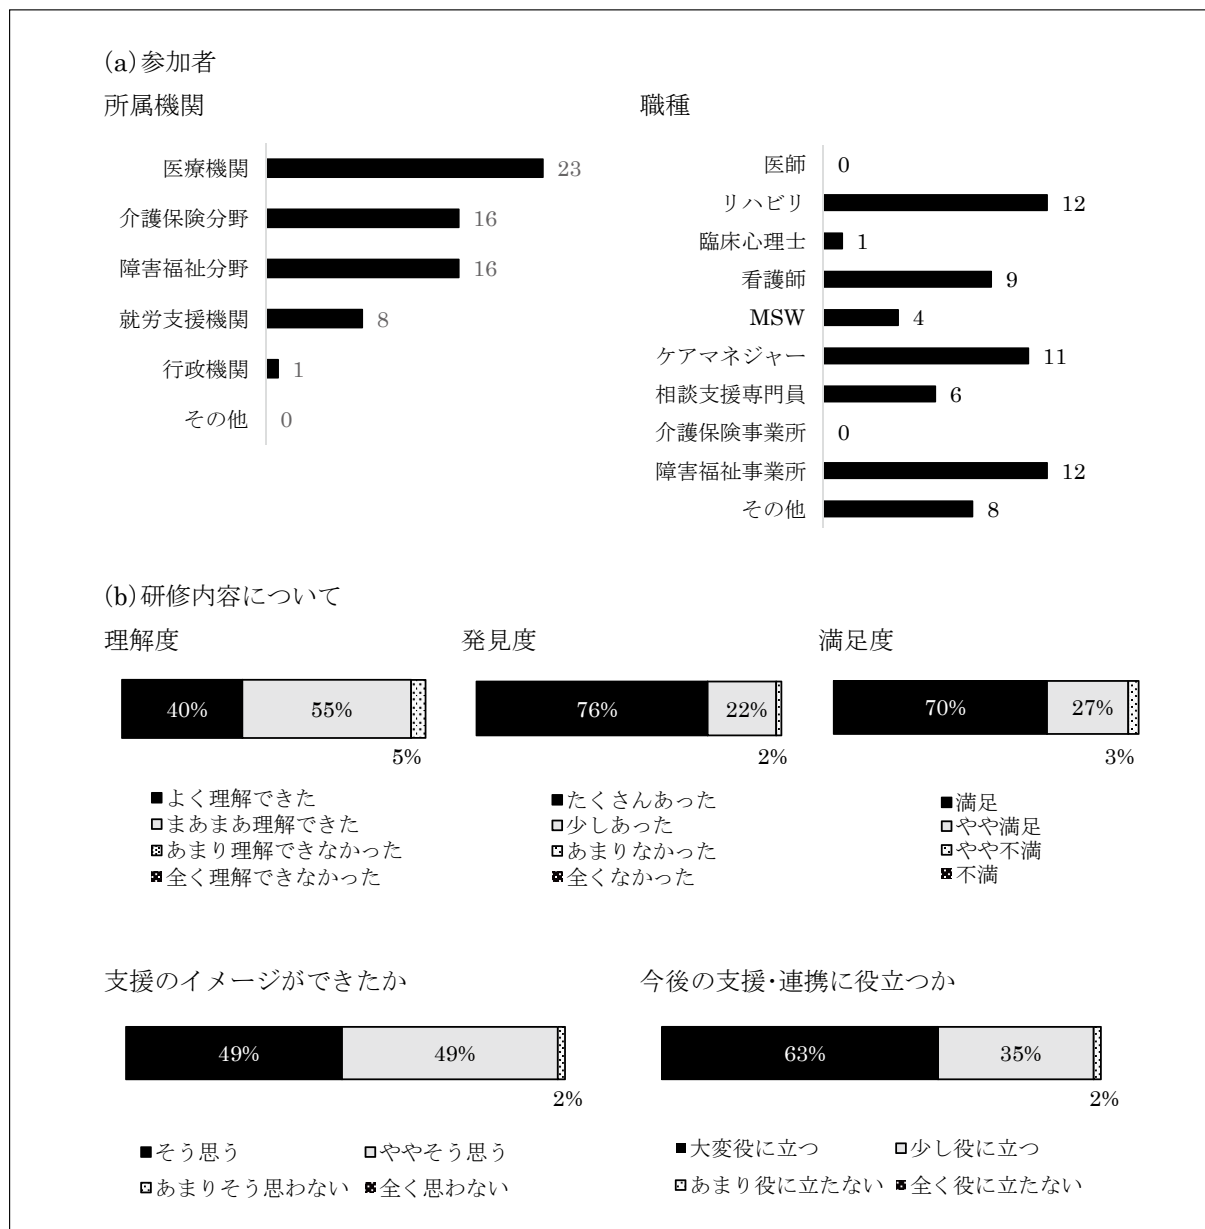 (a)参加者
所属機関
医療機関 23
介護保険分野 16
障害福祉分野 16
就労支援機関 8
行政機関 1
その他 0
職種
医師 0
リハビリ 12
臨床心理士 1
看護師 9
MSW 4
ケアマネジャー 11
相談支援専門員 6
介護保険事業所 0
障害福祉事業所 12
その他 8
(b)研修内容について
理解度
40% 55%
5%
■よく理解できた
□まあまあ理解できた
あまり理解できなかった
全く理解できなかった
発見度
76% 22%
2%
■たくさんあった
□少しあった
あまりなかった
全くなかった
満足度
70% 27%
3%
■満足
□やや満足
やや不満
不満
支援のイメージができたか
49% 49%
2%
■そう思う □ややそう思う
あまりそう思わない 全く思わない
今後の支援・連携に役立つか
63% 35%
2%
■大変役に立つ □少し役に立つ
あまり役に立たない 全く役に立たない